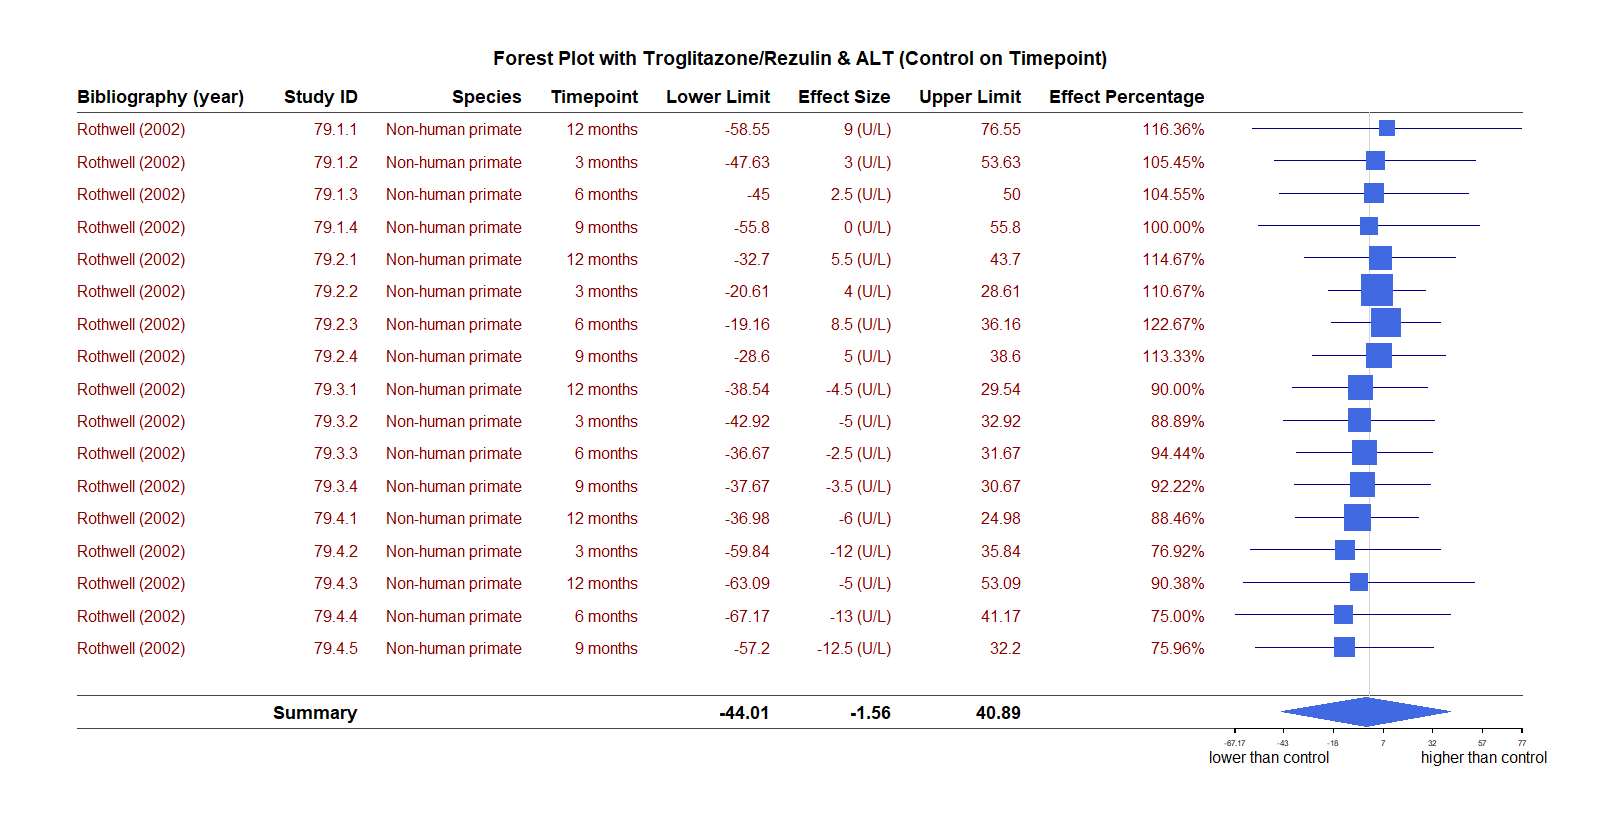 Forest Plot with Troglitazone/Rezulin & ALT (Control on Timepoint)
Bibliography (year) Study ID Species Timepoint Lower Limit Effect Size Upper Limit Effect Percentage
Rothwell (2002) 79.1.1 Non-human primate 12 months -58.55 9 (U/L) 76.55 116.36%
Rothwell (2002) 79.1.2 Non-human primate 3 months -47.63 3 (U/L) 53.63 105.45%
Rothwell (2002) 79.1.3 Non-human primate 6 months -45 2.5 (U/L) 50 104.55%
Rothwell (2002) 79.1.4 Non-human primate 9 months -55.8 0 (U/L) 55.8 100.00%
Rothwell (2002) 79.2.1 Non-human primate 12 months -32.7 5.5 (U/L) 43.7 114.67%
Rothwell (2002) 79.2.2 Non-human primate 3 months -20.61 4 (U/L) 28.61 110.67%
Rothwell (2002) 79.2.3 Non-human primate 6 months -19.16 8.5 (U/L) 36.16 122.67%
Rothwell (2002) 79.2.4 Non-human primate 9 months -28.6 5 (U/L) 38.6 113.33%
Rothwell (2002) 79.3.1 Non-human primate 12 months -38.54 -4.5 (U/L) 29.54 90.00%
Rothwell (2002) 79.3.2 Non-human primate 3 months -42.92 -5 (U/L) 32.92 88.89%
Rothwell (2002) 79.3.3 Non-human primate 6 months -36.67 -2.5 (U/L) 31.67 94.44%
Rothwell (2002) 79.3.4 Non-human primate 9 months -37.67 -3.5 (U/L) 30.67 92.22%
Rothwell (2002) 79.4.1 Non-human primate 12 months -36.98 -6 (U/L) 24.98 88.46%
Rothwell (2002) 79.4.2 Non-human primate 3 months -59.84 -12 (U/L) 35.84 76.92%
Rothwell (2002) 79.4.3 Non-human primate 12 months -63.09 -5 (U/L) 53.09 90.38%
Rothwell (2002) 79.4.4 Non-human primate 6 months -67.17 -13 (U/L) 41.17 75.00%
Rothwell (2002) 79.4.5 Non-human primate 9 months -57.2 -12.5 (U/L) 32.2 75.96%
Summary -44.01 -1.56 40.89
-67.17 -43 -18 7 32 57 77
lower than control higher than control